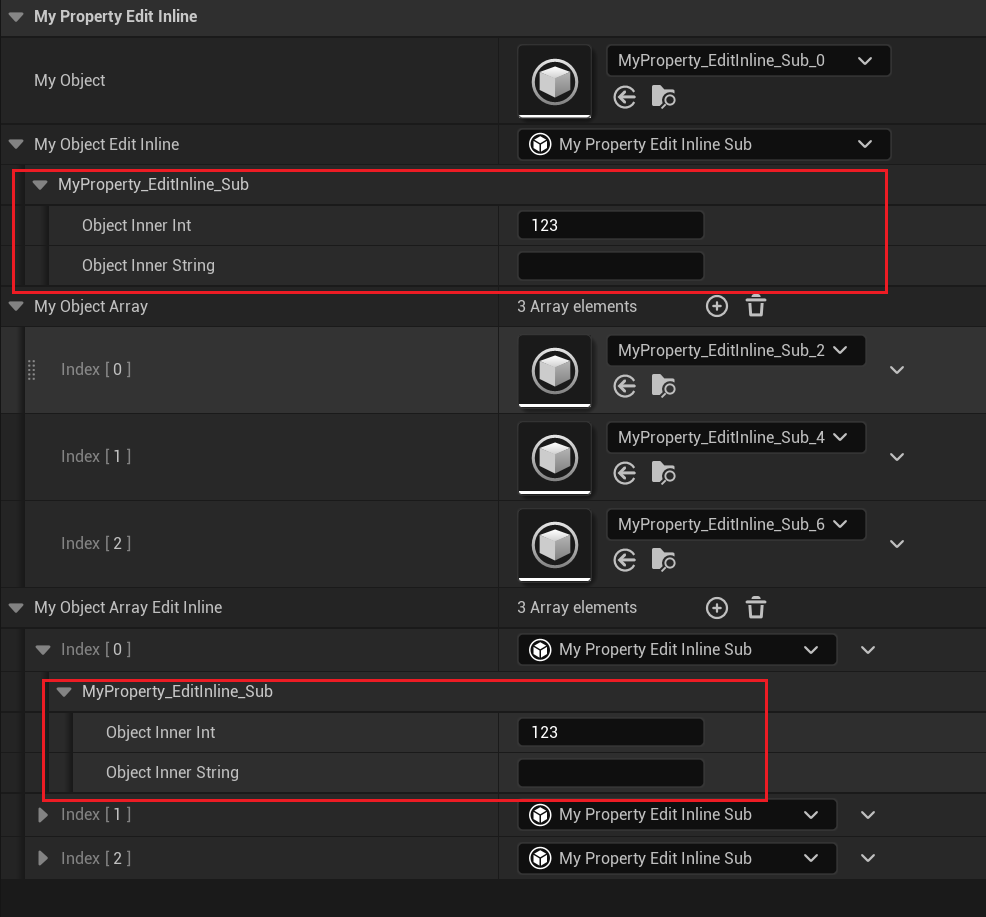 My Property Edit Inline
My Object
MyProperty_EditInline_Sub_0
My Object Edit Inline
My Property Edit Inline Sub
MyProperty_EditInline_Sub
Object Inner Int
123
Object Inner String
My Object Array
3 Array elements
Index [ 0 ]
MyProperty_EditInline_Sub_2
Index [ 1 ]
MyProperty_EditInline_Sub_4
Index [ 2 ]
MyProperty_EditInline_Sub_6
My Object Array Edit Inline
3 Array elements
Index [ 0 ]
My Property Edit Inline Sub
MyProperty_EditInline_Sub
Object Inner Int
123
Object Inner String
Index [ 1 ]
My Property Edit Inline Sub
Index [ 2 ]
My Property Edit Inline Sub